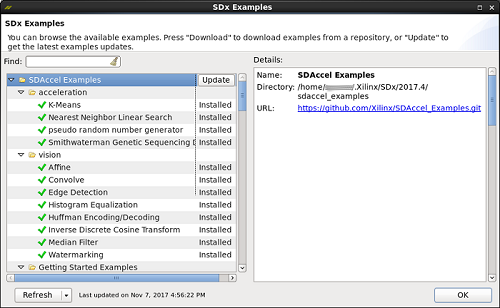 SDx Examples
SDx Examples
You can browse the available examples. Press "Download" to download examples from a repository, or "Update" to
get the latest examples updates.
Find:
SDAccel Examples Update
acceleration
K-Means Installed
Nearest Neighbor Linear Search Installed
pseudo random number generator Installed
Smithwaterman Genetic Sequencing Installed
vision
Affine Installed
Convolve Installed
Edge Detection Installed
Histogram Equalization Installed
Huffman Encoding/Decoding Installed
Inverse Discrete Cosine Transform Installed
Median Filter Installed
Watermarking Installed
Getting Started Examples
Details:
Name: SDAccel Examples
Directory: /home/ .Xilinx/SDx/2017.4/
sdaccel_examples
URL: https://github.com/Xilinx/SDAccel_Examples.git
Refresh Last updated on Nov 7, 2017 4:56:22 PM OK